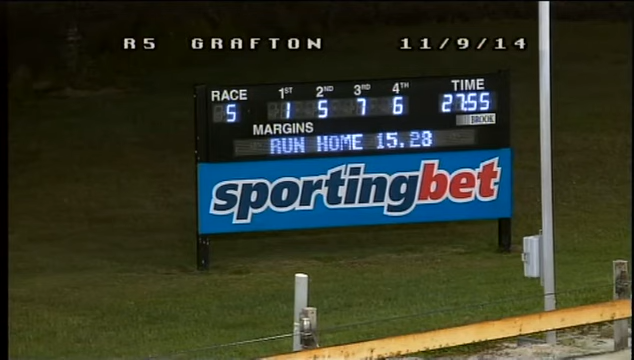 R5 GRAFTON 11/9/14
RACE 1ST 2ND 3RD 4TH TIME
5 1 5 7 6 27:55
BROOK
MARGINS
RUN HOME 15.28
sportingbet